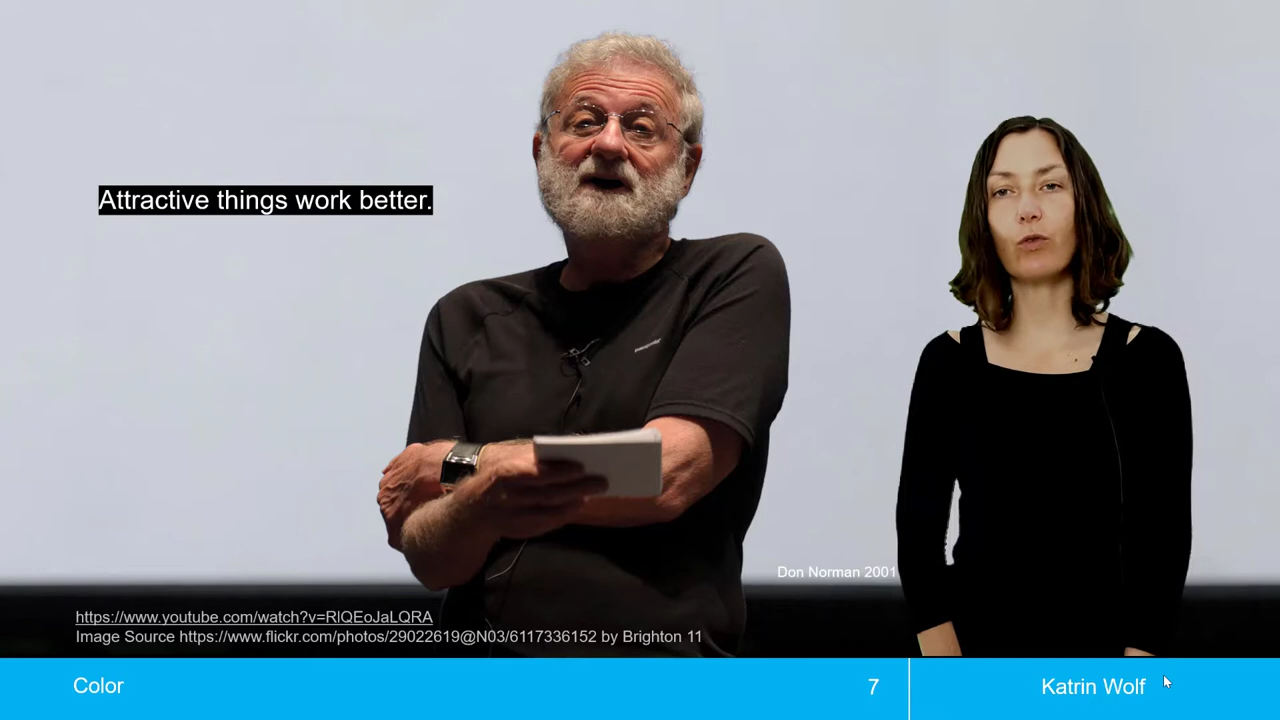 Attractive things work better.
Don Norman 2001
https://www.youtube.com/watch?v=RlQEoJaLQRA
Image Source https://www.flickr.com/photos/29022619@N03/6117336152 by Brighton 11
Color
7
Katrin Wolf